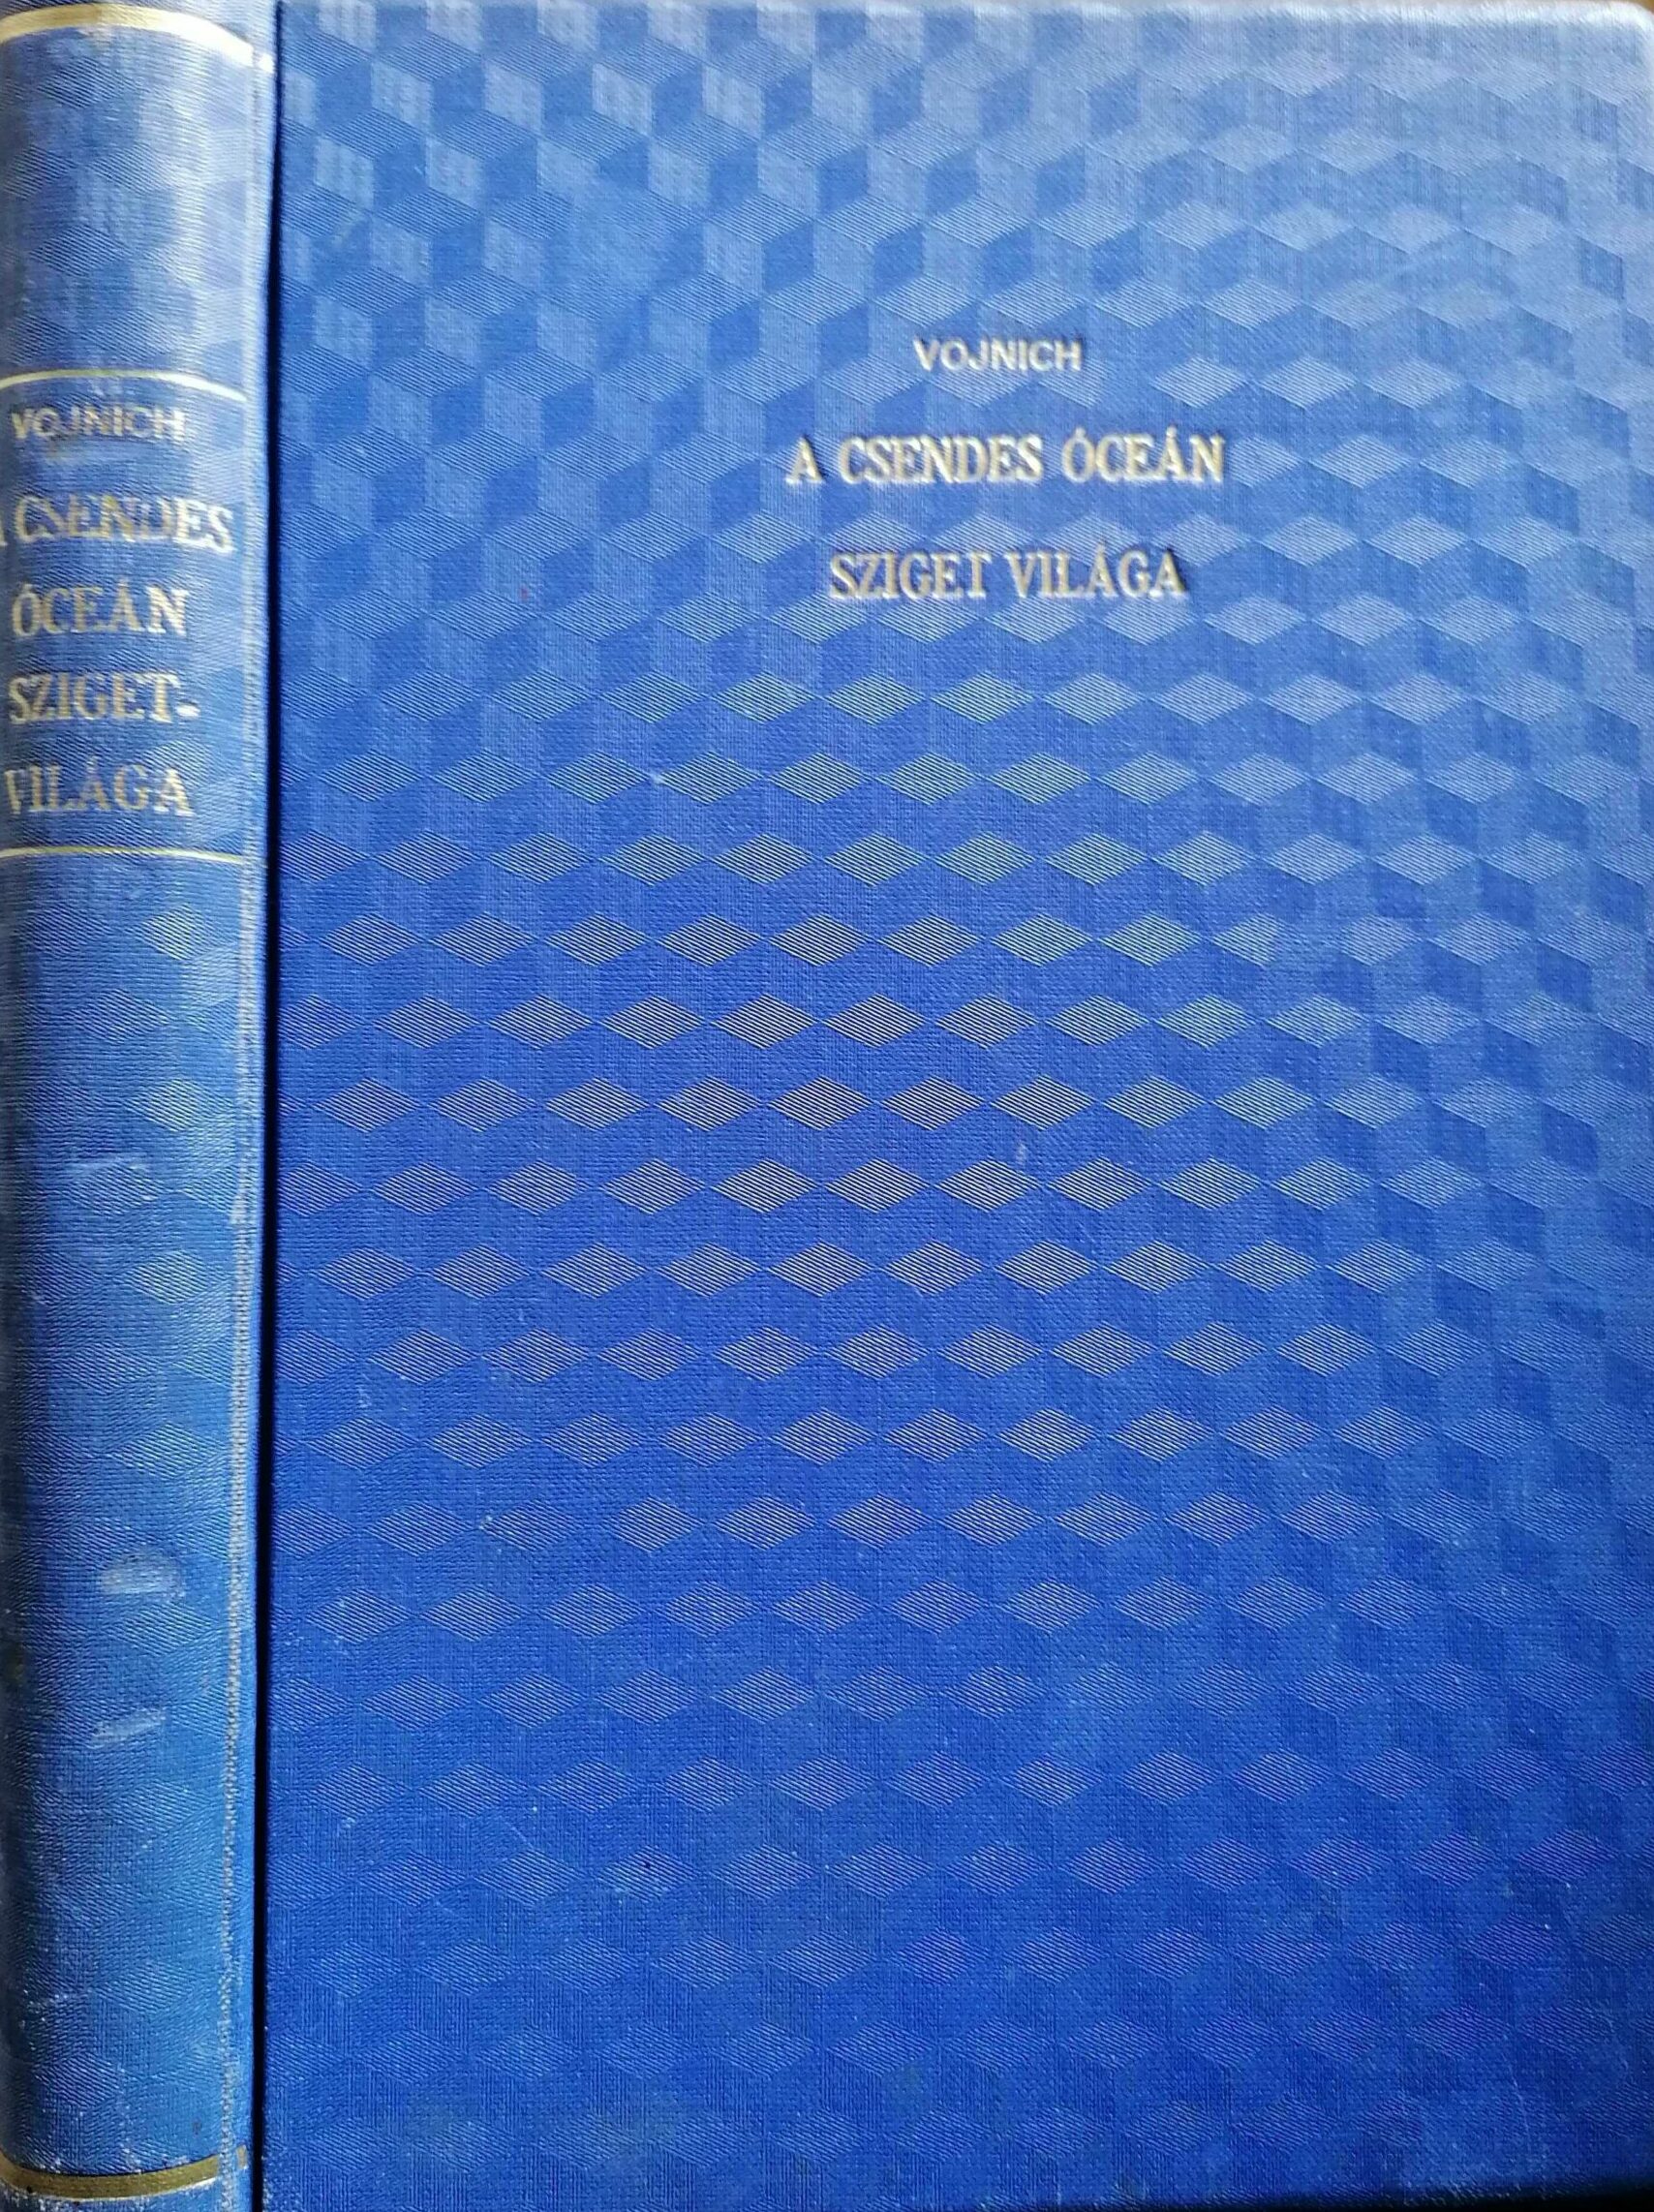 VOJNICH
A CSENDES
ÓCEÁN
SZIGET-
VILÁGA
VOJNICH
A CSENDES ÓCEÁN
SZIGET VILÁGA